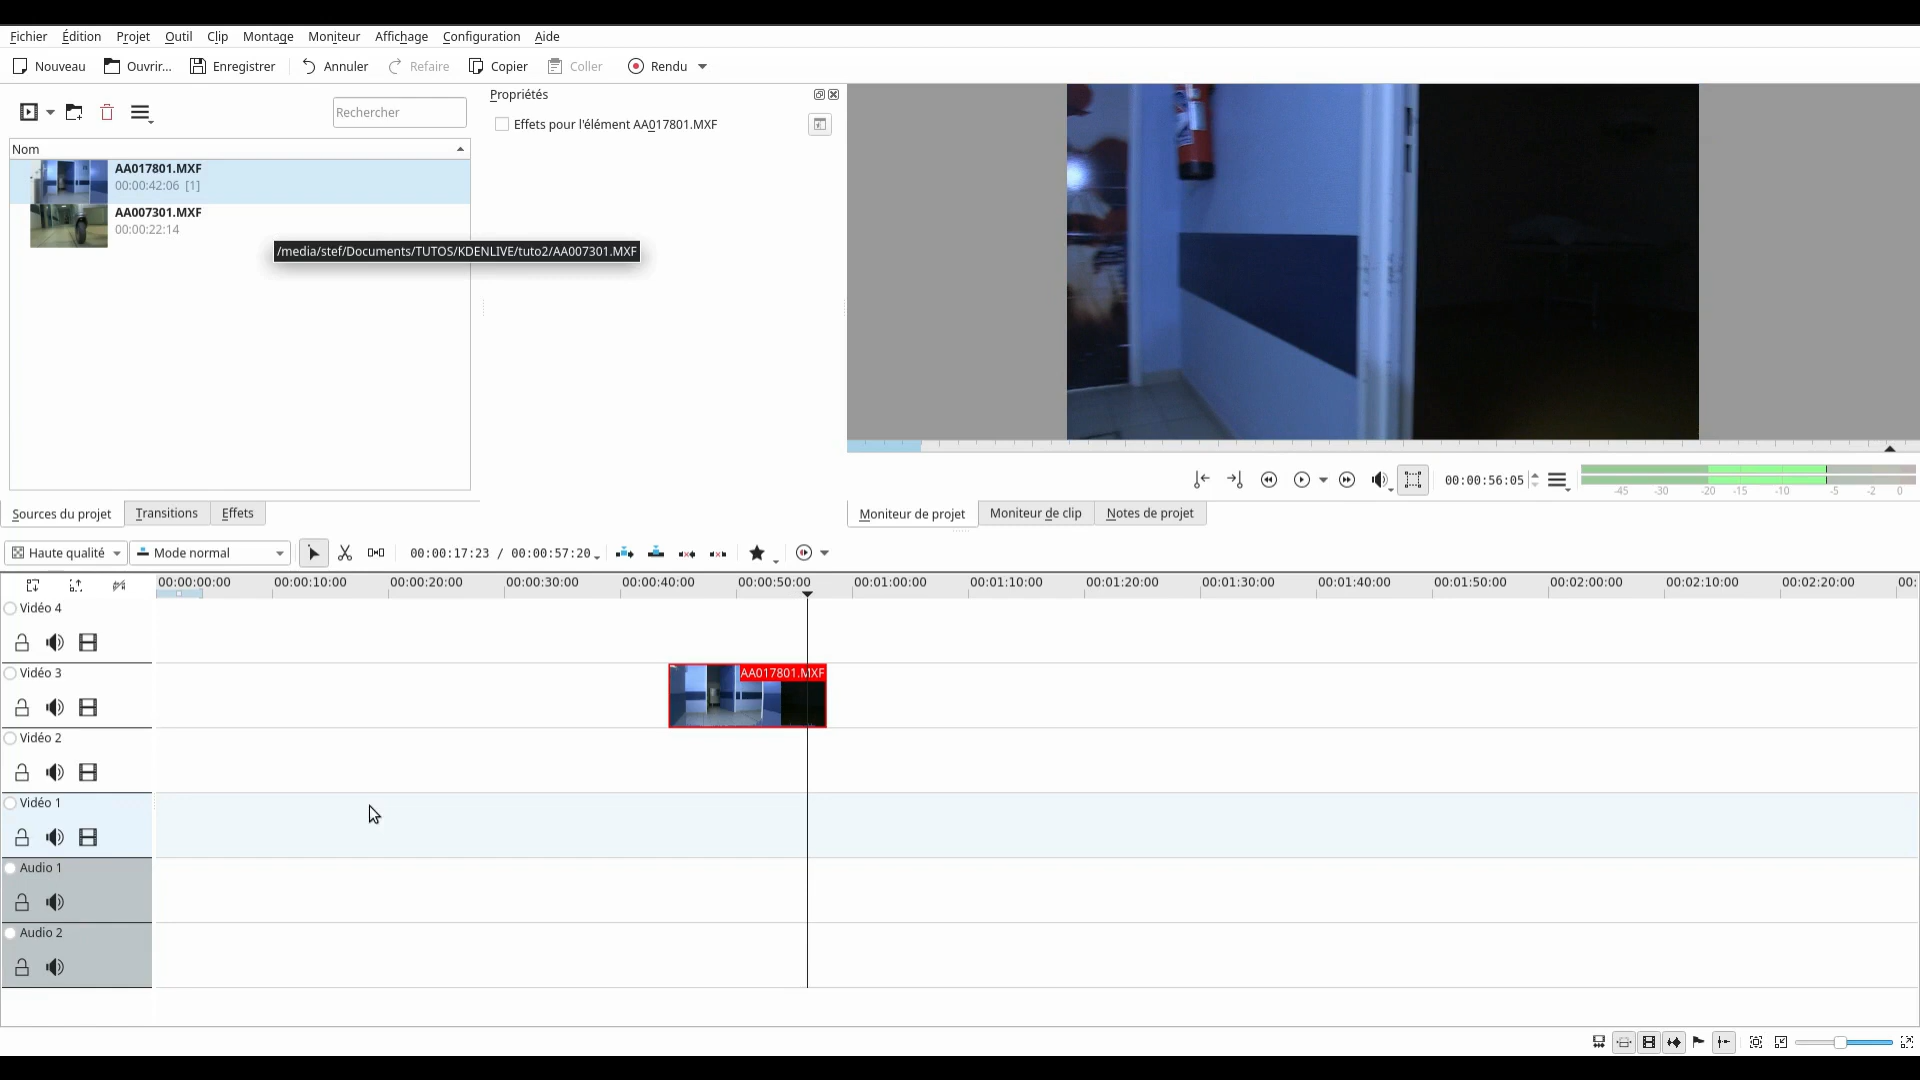 Fichier Édition Projet Outil Clip Montage Moniteur Affichage Configuration Aide
Nouveau Ouvrir... Enregistrer Annuler Refaire Copier Coller Rendu
Rechercher
Propriétés
Effets pour l'élément AA017801.MXF
Nom
AA017801.MXF
00:00:42:06 [1]
AA007301.MXF
00:00:22:14
/media/stef/Documents/TUTOS/KDENLIVE/tuto2/AA007301.MXF
00:00:56:05
-45 -30 -20 -15 -10 -5 -2 0
Sources du projet Transitions Effets
Moniteur de projet Moniteur de clip Notes de projet
Haute qualité Mode normal 00:00:17:23 / 00:00:57:20
00:00:00:00 00:00:10:00 00:00:20:00 00:00:30:00 00:00:40:00 00:00:50:00 00:01:00:00 00:01:10:00 00:01:20:00 00:01:30:00 00:01:40:00 00:01:50:00 00:02:00:00 00:02:10:00 00:02:20:00 00:
Vidéo 4
Vidéo 3
AA017801.MXF
Vidéo 2
Vidéo 1
Audio 1
Audio 2